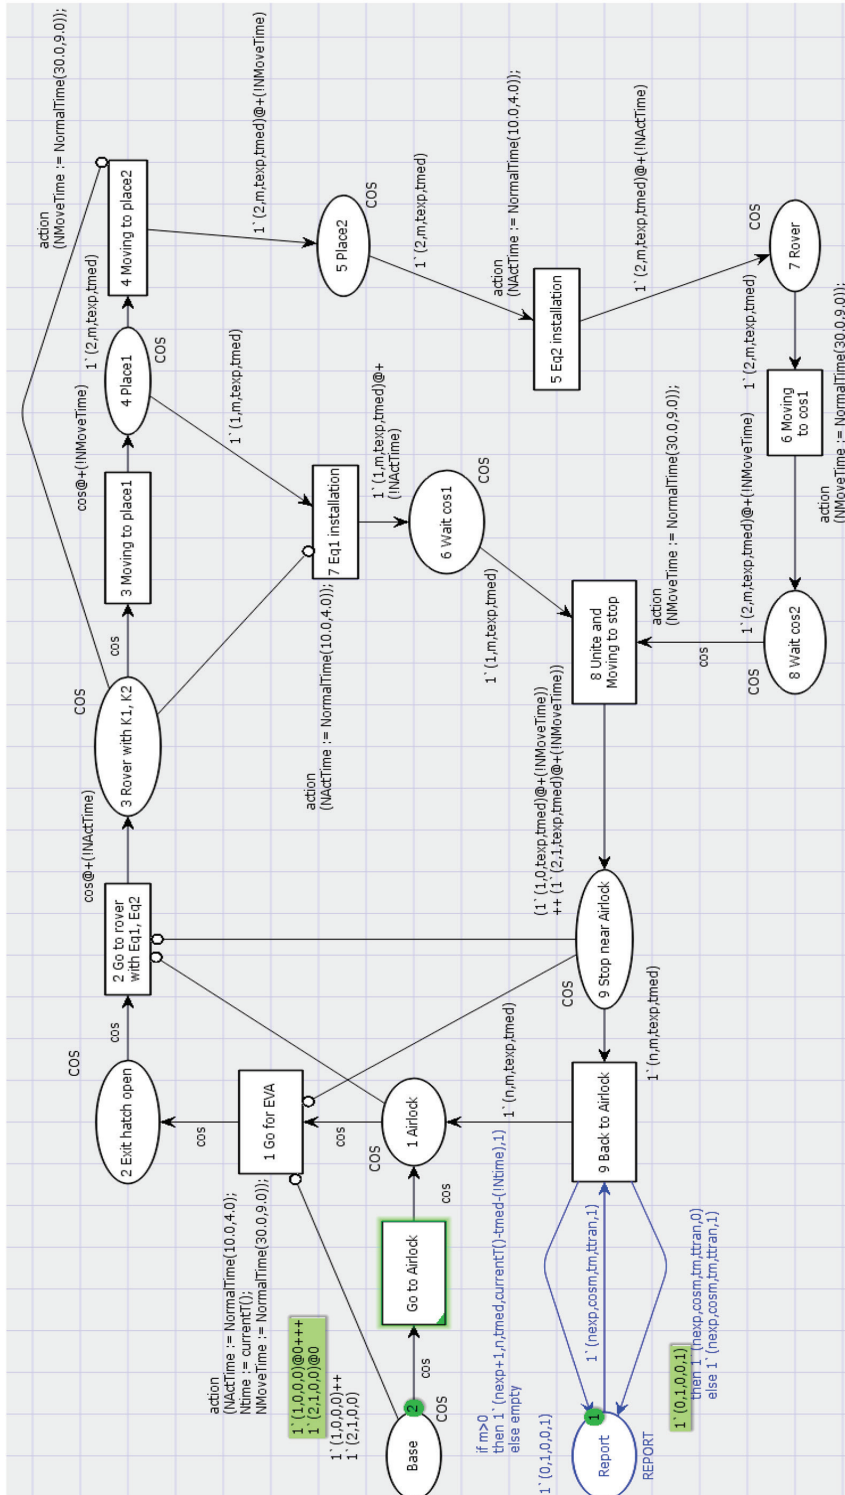 action
(NMoveTime := NormalTime(30.0,9.0));
4 Moving to place2
1`(2,m,texp,tmed)@+(!NMoveTime)
1`(2,m,texp,tmed)
4 Place1
COS
cos@+(!NMoveTime)
3 Moving to place1
cos
COS
3 Rover with K1, K2
cos@+(!NActTime)
2 Go to rover
with Eq1, Eq2
cos
COS
2 Exit hatch open
5 Place2
COS
1`(2,m,texp,tmed)
action
(NActTime := NormalTime(10.0,4.0));
5 Eq2 installation
1`(2,m,texp,tmed)@+(!NActTime)
COS
7 Rover
1`(2,m,texp,tmed)
6 Moving
to cos1
action
(NMoveTime := NormalTime(30.0,9.0));
1`(2,m,texp,tmed)@+(!NMoveTime)
8 Wait cos2
COS
cos
1`(1,m,texp,tmed)
7 Eq1 installation
action
(NActTime := NormalTime(10.0,4.0));
1`(1,m,texp,tmed)@+
(!NActTime)
6 Wait cos1
COS
1`(1,m,texp,tmed)
action
(NMoveTime := NormalTime(30.0,9.0));
8 Unite and
Moving to stop
(1`(1,0,texp,tmed)@+(!NMoveTime))
++ (1`(2,1,texp,tmed)@+(!NMoveTime))
9 Stop near Airlock
COS
1`(n,m,texp,tmed)
9 Back to Airlock
1`(n,m,texp,tmed)
1 Airlock
COS
cos
1 Go for EVA
cos
action
(NActTime := NormalTime(10.0,4.0);
Ntime := currentT();
NMoveTime := NormalTime(30.0,9.0));
cos
Go to Airlock
cos
1`(1,0,0,0)@0+++
1`(2,1,0,0)@0
1`(1,0,0,0)++
1`(2,1,0,0)
Base
2
COS
if m>0
then 1`(nexp+1,n,tmed,currentT()-tmed-(!Ntime),1)
else empty
1`(nexp,cosm,tm,ttran,1)
1`(0,1,0,0,1)
Report
1
REPORT
1`(0,1,0,0,1)
then 1`(nexp,cosm,tm,ttran,0)
else 1`(nexp,cosm,tm,ttran,1)